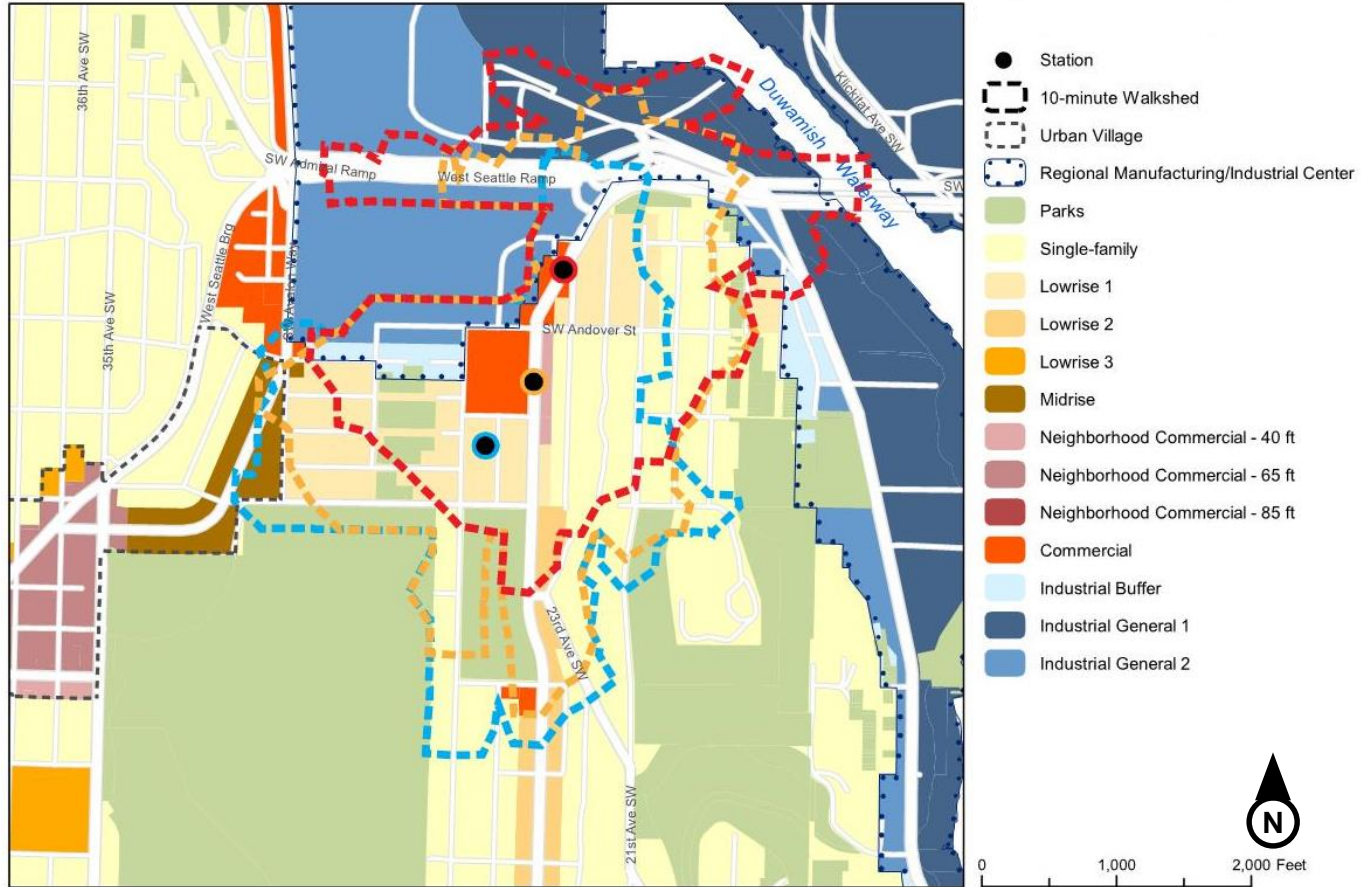 36th Ave SW
35th Ave SW
West Seattle Brg
SW Admiral Ramp
West Seattle Ramp
SW Andover St
23rd Ave SW
21st Ave SW
Duwamish
Waterway
Klickitat Ave SW
SW
Station
10-minute Walkshed
Urban Village
Regional Manufacturing/Industrial Center
Parks
Single-family
Lowrise 1
Lowrise 2
Lowrise 3
Midrise
Neighborhood Commercial - 40 ft
Neighborhood Commercial - 65 ft
Neighborhood Commercial - 85 ft
Commercial
Industrial Buffer
Industrial General 1
Industrial General 2
N
0 1,000 2,000 Feet